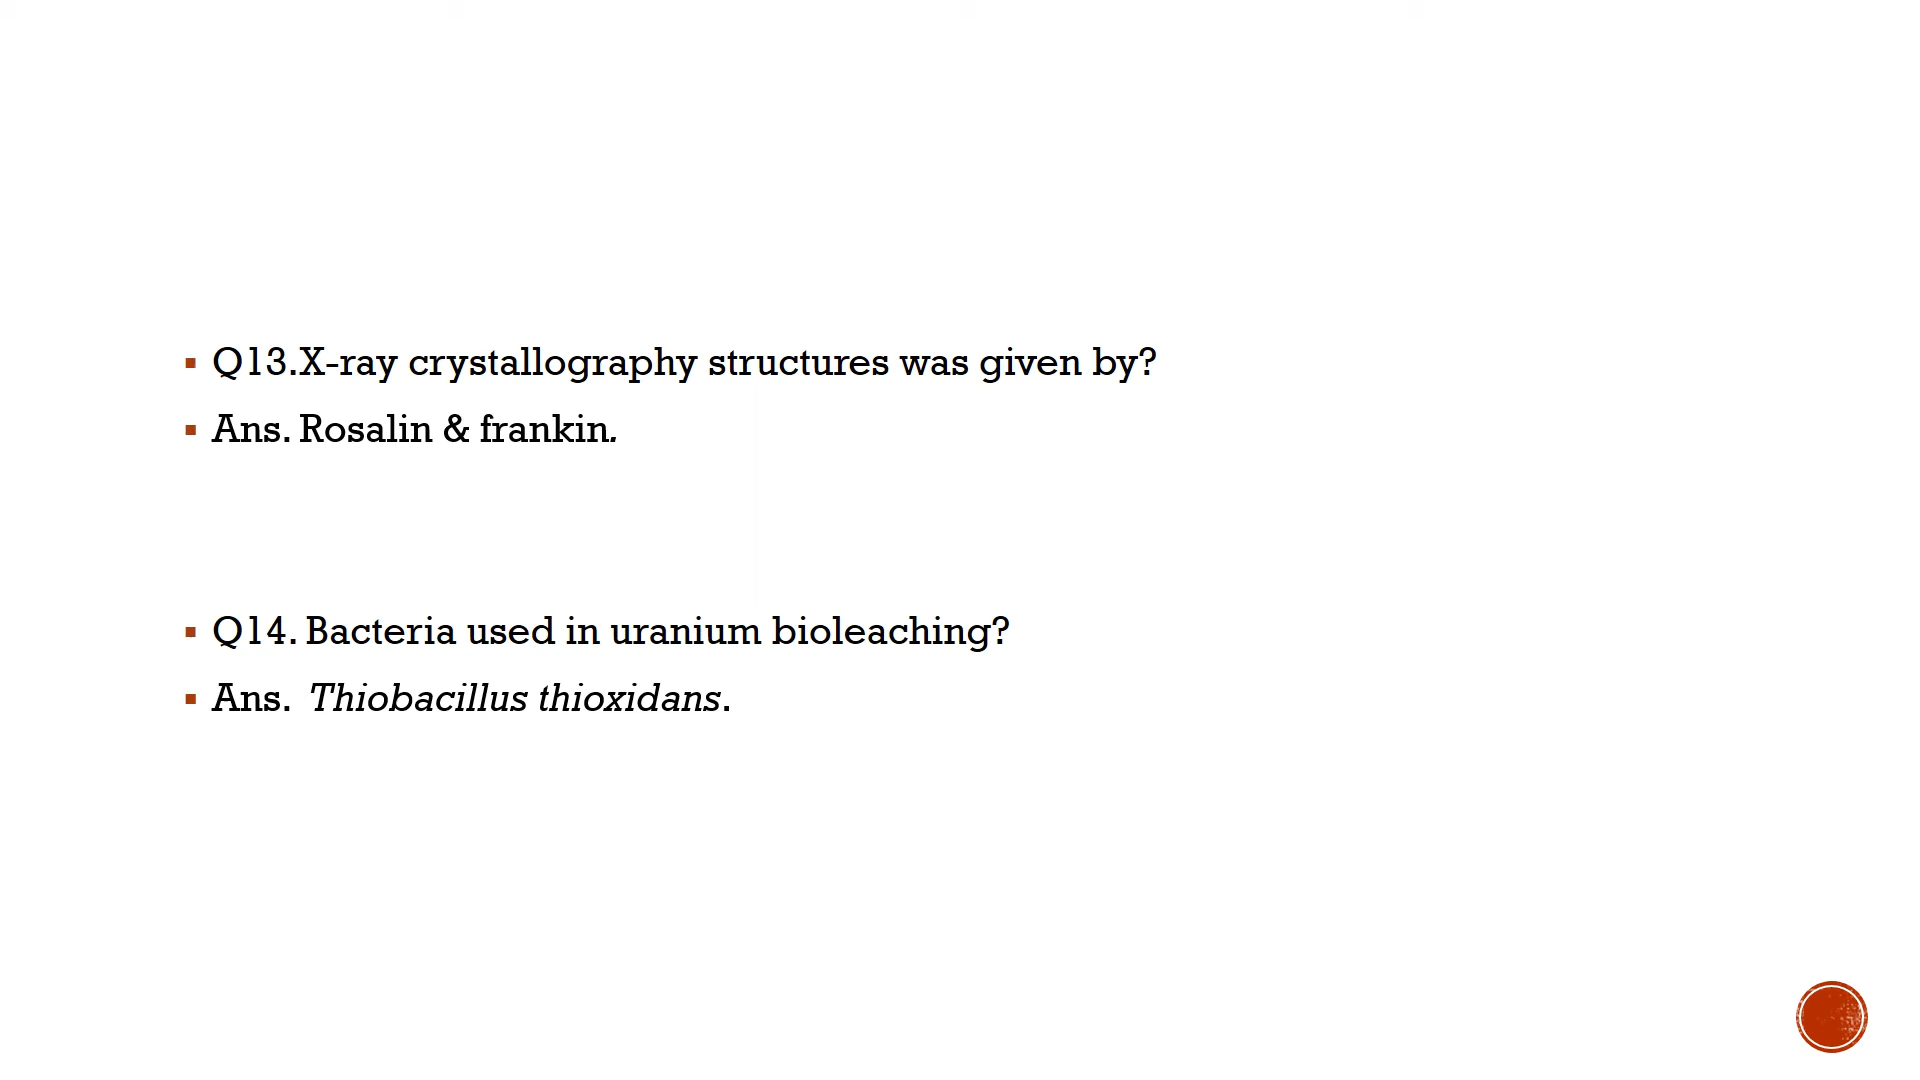 ▪ Q13.X-ray crystallography structures was given by?
▪ Ans. Rosalin & frankin.
▪ Q14. Bacteria used in uranium bioleaching?
▪ Ans. Thiobacillus thioxidans.